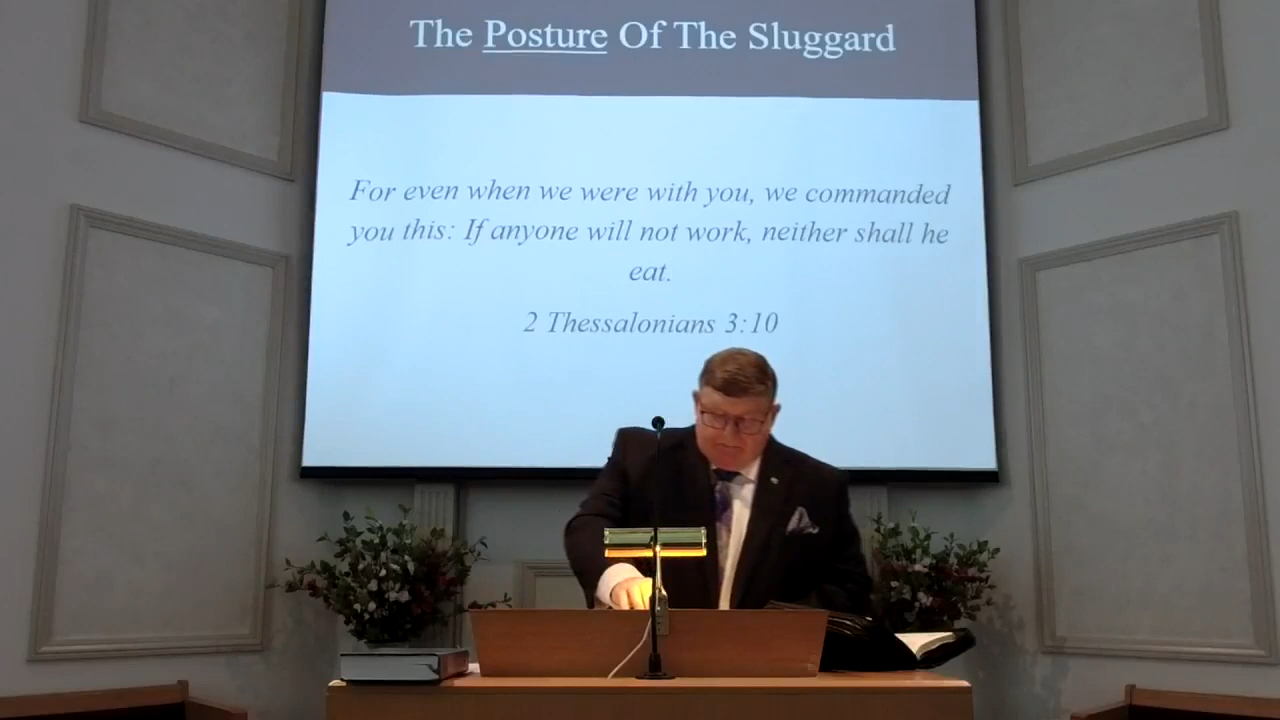 The Posture Of The Sluggard
For even when we were with you, we commanded
you this: If anyone will not work, neither shall he
eat.
2 Thessalonians 3:10